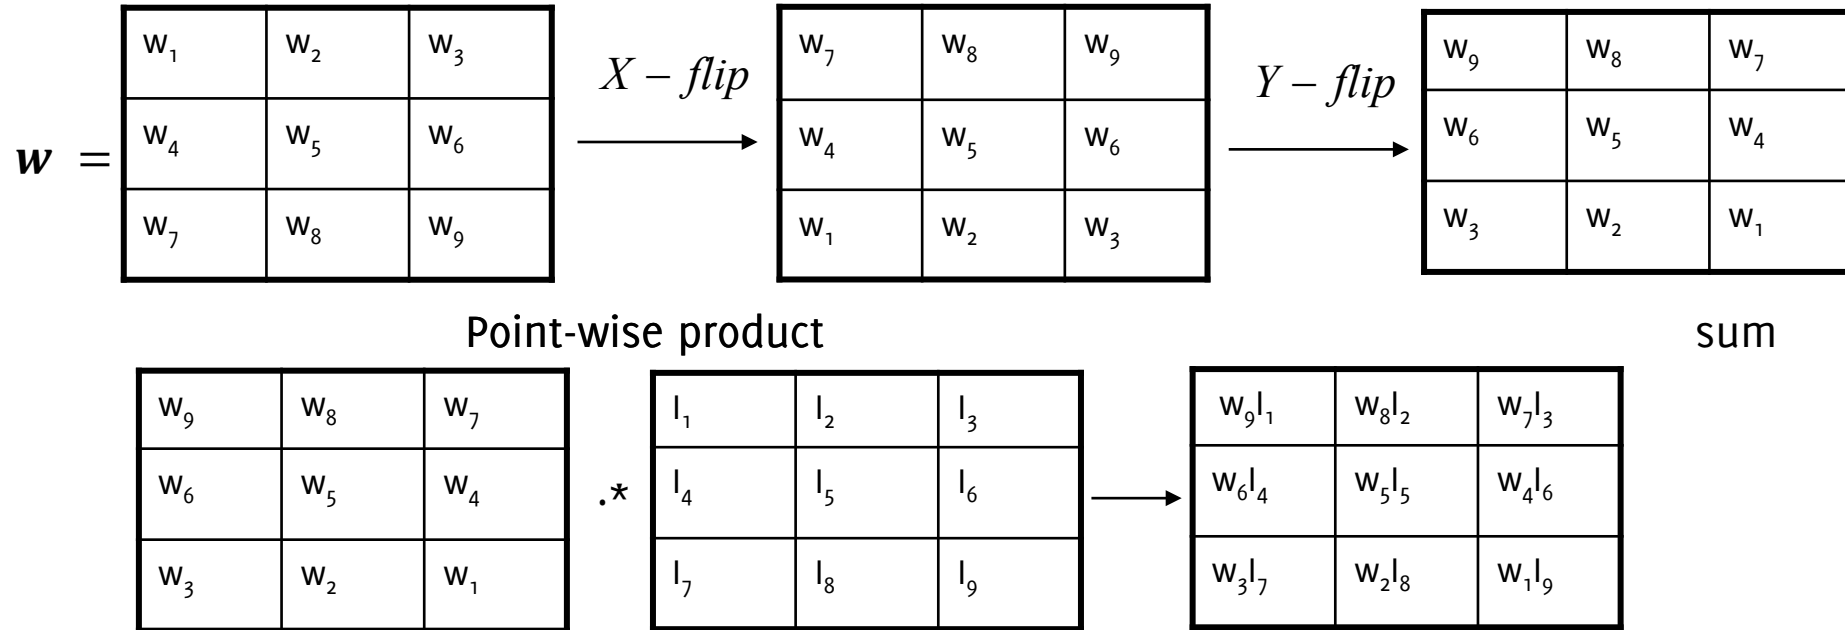 w₁ w₂ w₃
w₄ w₅ w₆
w₇ w₈ w₉
w =
X – flip
w₇ w₈ w₉
w₄ w₅ w₆
w₁ w₂ w₃
Y – flip
w₉ w₈ w₇
w₆ w₅ w₄
w₃ w₂ w₁
Point-wise product
sum
w₉ w₈ w₇
w₆ w₅ w₄
w₃ w₂ w₁
.*
I₁ I₂ I₃
I₄ I₅ I₆
I₇ I₈ I₉
w₉I₁ w₈I₂ w₇I₃
w₆I₄ w₅I₅ w₄I₆
w₃I₇ w₂I₈ w₁I₉